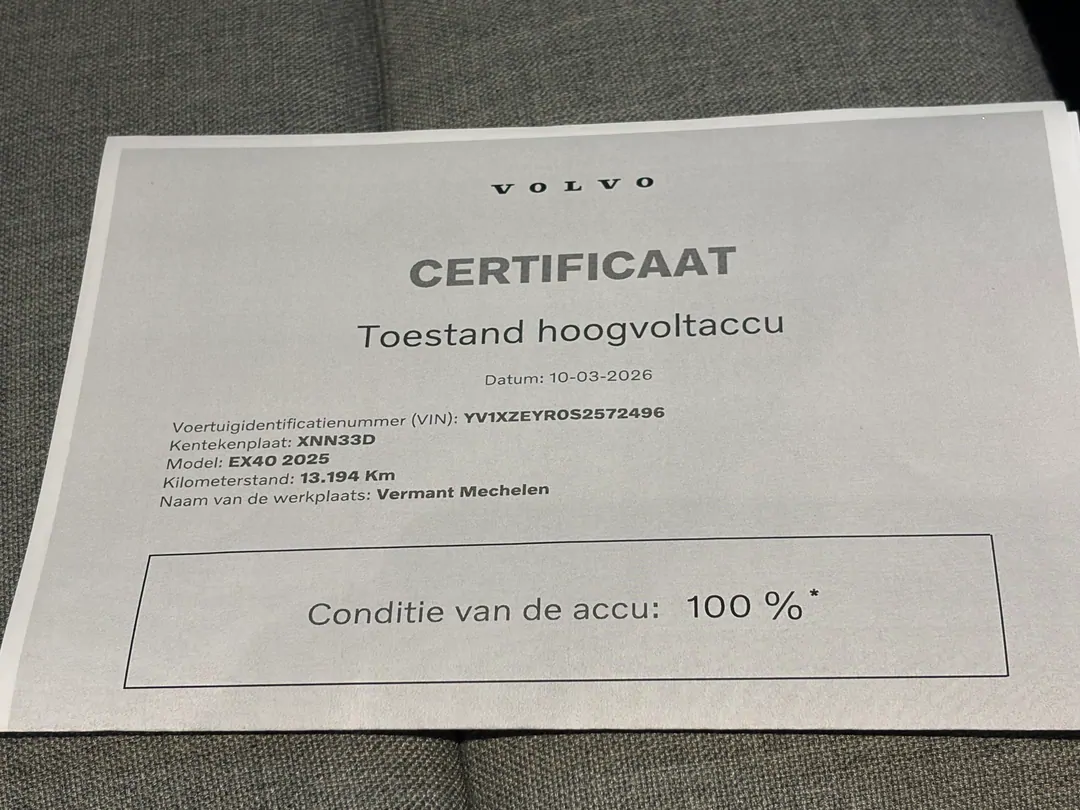 VOLVO
CERTIFICAAT
Toestand hoogvoltaccu
Datum: 10-03-2026
Voertuigidentificatienummer (VIN): YV1XZEYR0S2572496
Kentekenplaat: XNN33D
Model: EX40 2025
Kilometerstand: 13.194 Km
Naam van de werkplaats: Vermant Mechelen
Conditie van de accu: 100 %*